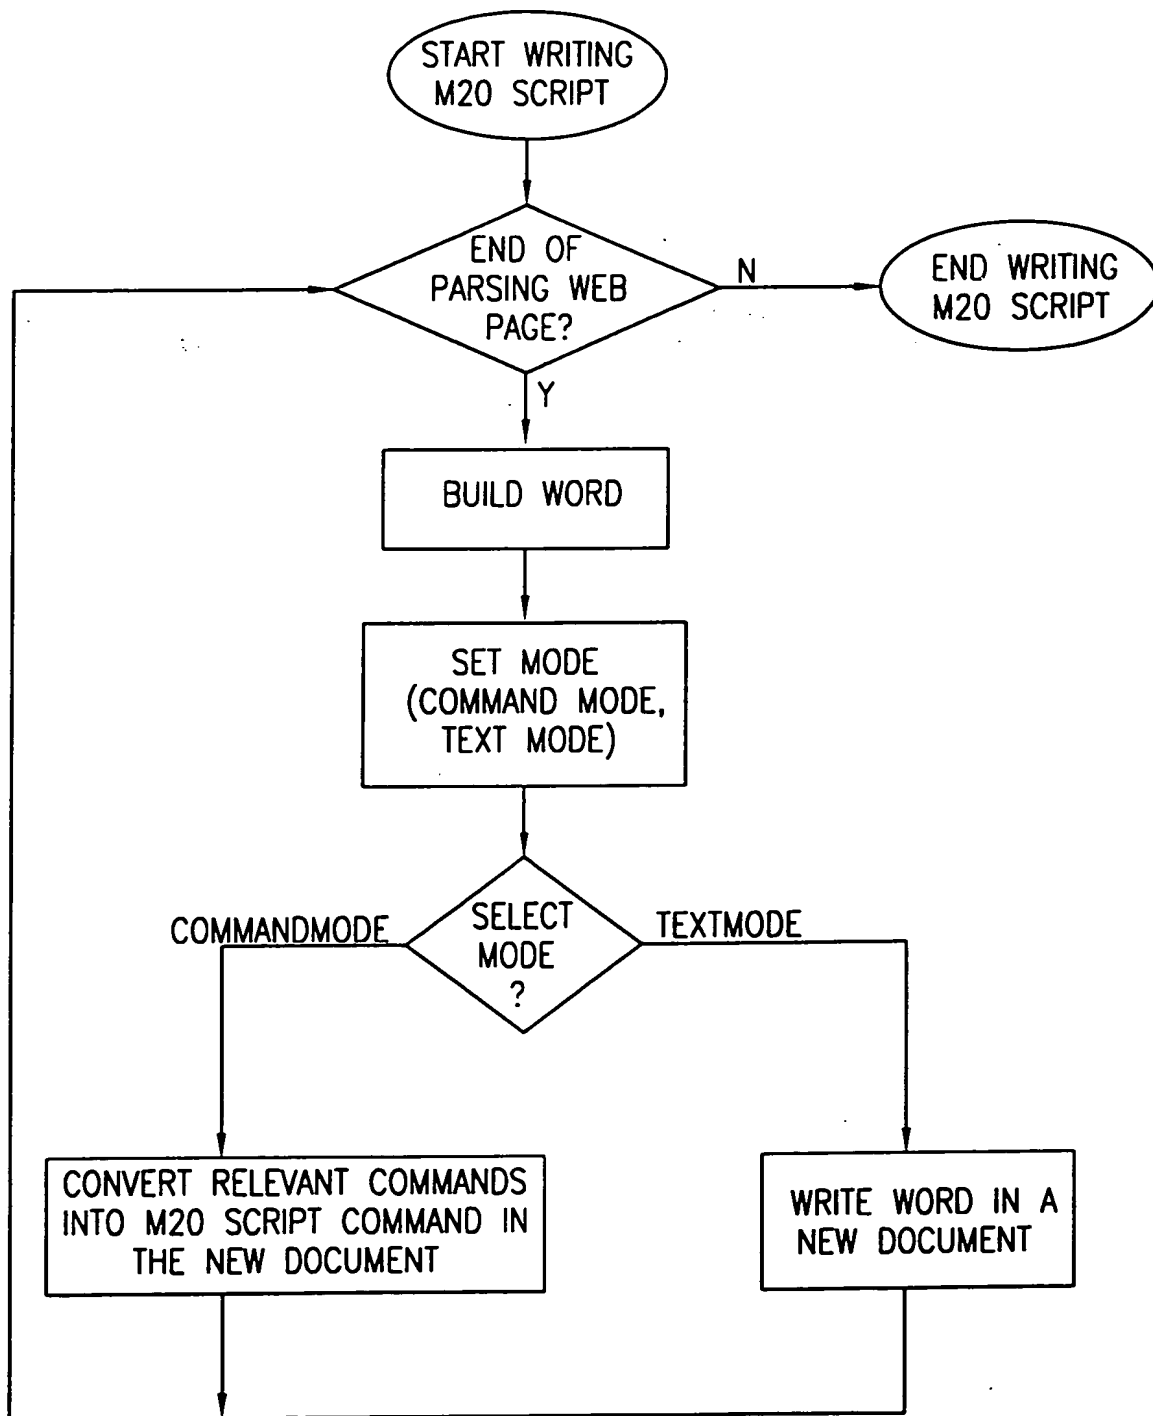 START WRITING
M20 SCRIPT
END OF
PARSING WEB
PAGE?
N
END WRITING
M20 SCRIPT
Y
BUILD WORD
SET MODE
(COMMAND MODE,
TEXT MODE)
COMMANDMODE
SELECT
MODE
?
TEXTMODE
CONVERT RELEVANT COMMANDS
INTO M20 SCRIPT COMMAND IN
THE NEW DOCUMENT
WRITE WORD IN A
NEW DOCUMENT